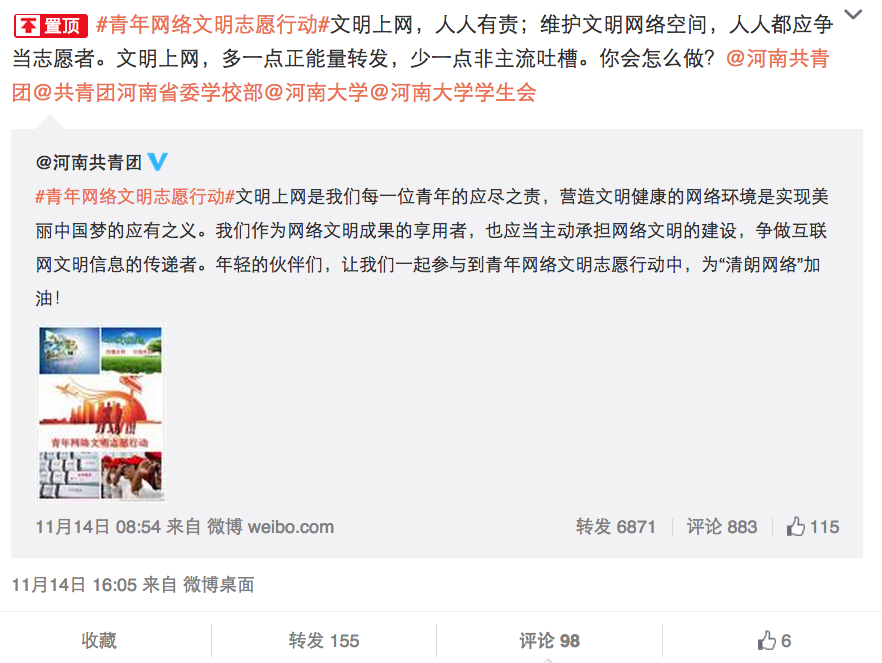 置顶 #青年网络文明志愿行动#文明上网，人人有责；维护文明网络空间，人人都应争
当志愿者。文明上网，多一点正能量转发，少一点非主流吐槽。你会怎么做？@河南共青
团@共青团河南省委学校部@河南大学@河南大学学生会
@河南共青团
#青年网络文明志愿行动#文明上网是我们每一位青年的应尽之责，营造文明健康的网络环境是实现美
丽中国梦的应有之义。我们作为网络文明成果的享用者，也应当主动承担网络文明的建设，争做互联
网文明信息的传递者。年轻的伙伴们，让我们一起参与到青年网络文明志愿行动中，为“清朗网络”加
油！
青年网络文明志愿行动
11月14日 08:54 来自 微博 weibo.com 转发 6871 评论 883 115
11月14日 16:05 来自 微博桌面
收藏 转发 155 评论 98 6